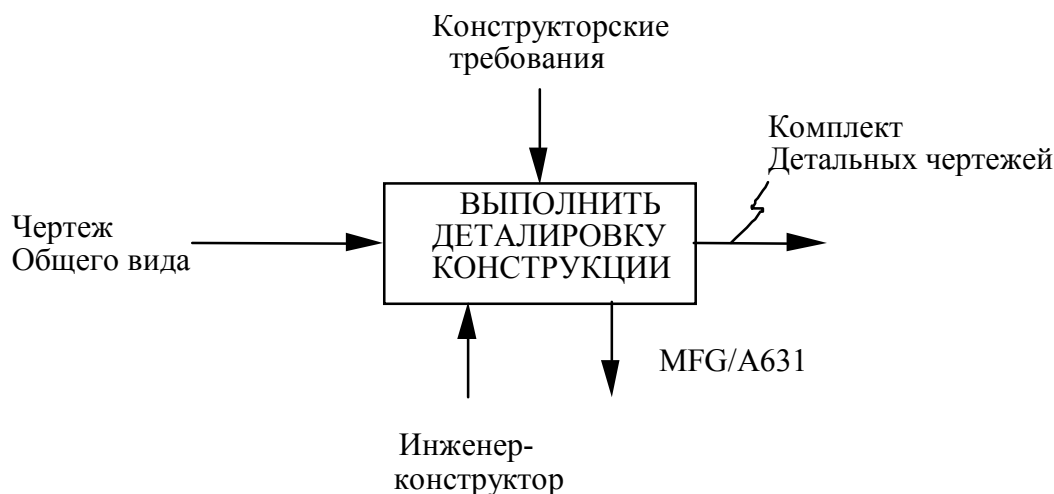 Конструкторские
требования
Комплект
Детальных чертежей
Чертеж
Общего вида
ВЫПОЛНИТЬ
ДЕТАЛИРОВКУ
КОНСТРУКЦИИ
MFG/A631
Инженер-
конструктор